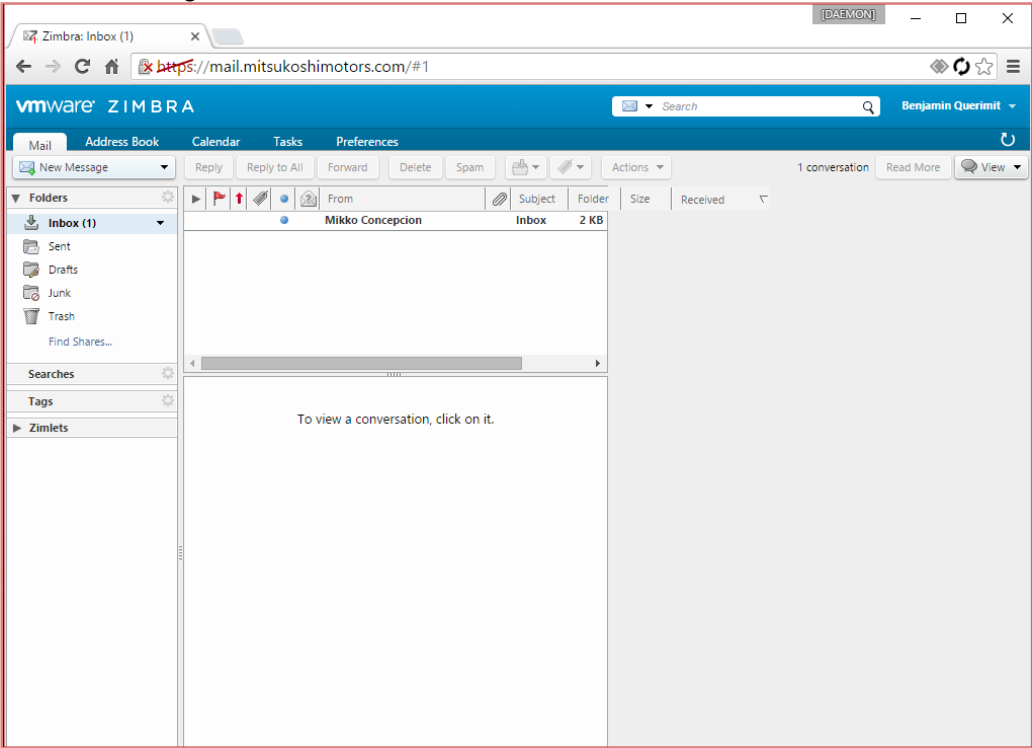 [DAEMON]
Zimbra: Inbox (1)
https://mail.mitsukoshimotors.com/#1
vmware ZIMBRA
Search
Benjamin Querimit
Mail Address Book Calendar Tasks Preferences
New Message Reply Reply to All Forward Delete Spam Actions 1 conversation Read More View
Folders From Subject Folder Size Received
Inbox (1) Mikko Concepcion Inbox 2 KB
Sent
Drafts
Junk
Trash
Find Shares...
Searches
Tags
To view a conversation, click on it.
Zimlets